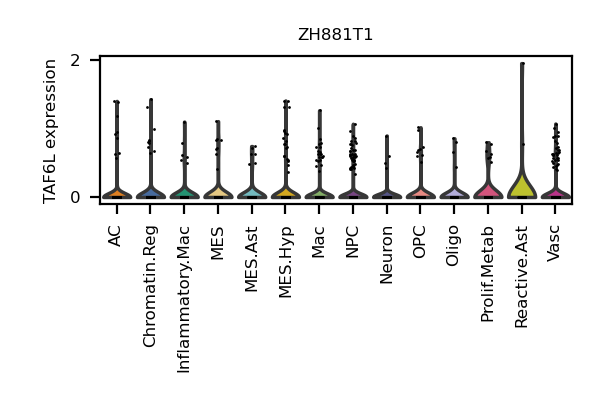 ZH881T1
TAF6L expression
2
0
AC
Chromatin.Reg
Inflammatory.Mac
MES
MES.Ast
MES.Hyp
Mac
NPC
Neuron
OPC
Oligo
Prolif.Metab
Reactive.Ast
Vasc